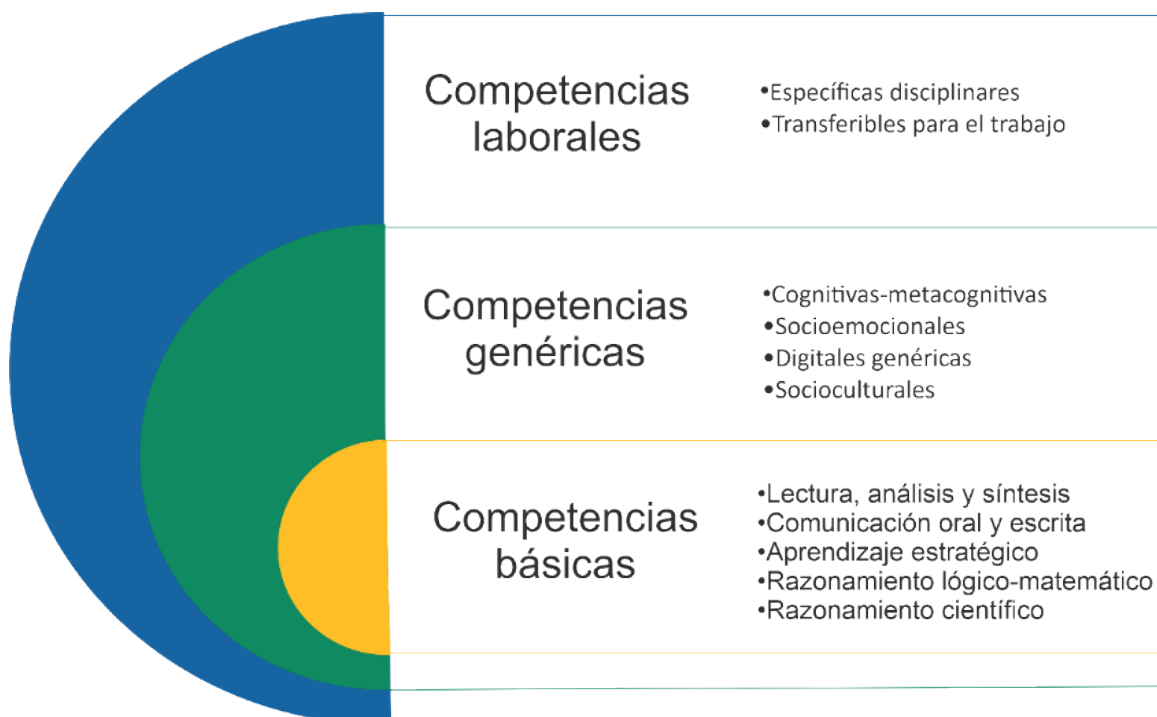 Competencias
laborales
•Específicas disciplinares
•Transferibles para el trabajo
Competencias
genéricas
•Cognitivas-metacognitivas
•Socioemocionales
•Digitales genéricas
•Socioculturales
Competencias
básicas
•Lectura, análisis y síntesis
•Comunicación oral y escrita
•Aprendizaje estratégico
•Razonamiento lógico-matemático
•Razonamiento científico